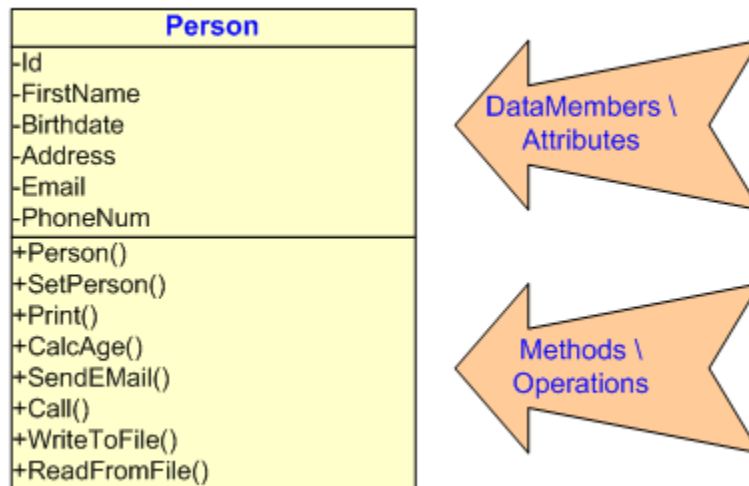 Person
-Id
-FirstName
-Birthdate
-Address
-Email
-PhoneNum
+Person()
+SetPerson()
+Print()
+CalcAge()
+SendEMail()
+Call()
+WriteToFile()
+ReadFromFile()
DataMembers \
Attributes
Methods \
Operations